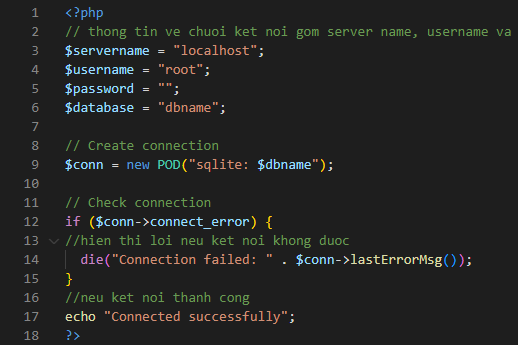 1 <?php
2 // thong tin ve chuoi ket noi gom server name, username va
3 $servername = "localhost";
4 $username = "root";
5 $password = "";
6 $database = "dbname";
7
8 // Create connection
9 $conn = new POD("sqlite: $dbname");
10
11 // Check connection
12 if ($conn->connect_error) {
13 //hien thi loi neu ket noi khong duoc
14 die("Connection failed: " . $conn->lastErrorMsg());
15 }
16 //neu ket noi thanh cong
17 echo "Connected successfully";
18 ?>